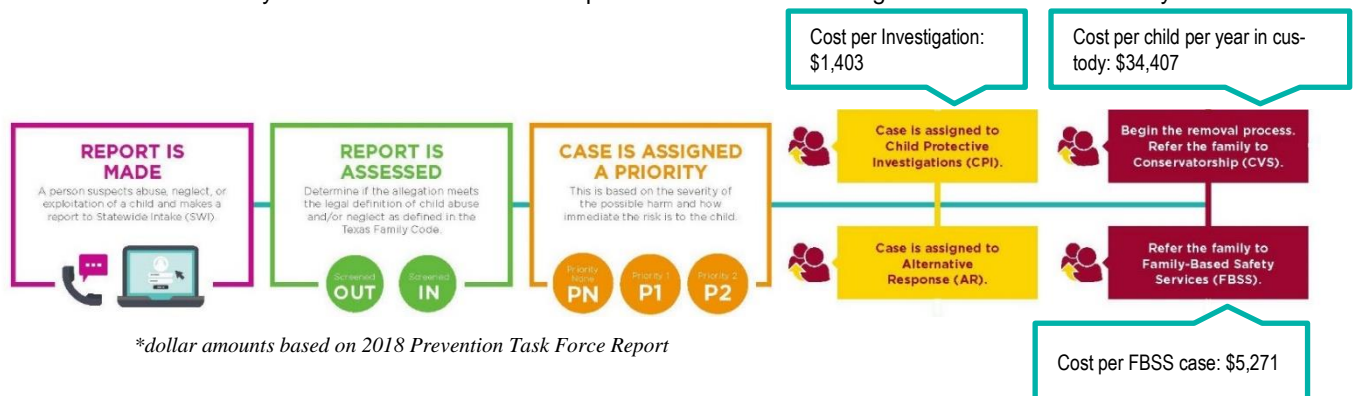 Cost per Investigation:
$1,403
Cost per child per year in cus-
tody: $34,407
REPORT IS
MADE
A person suspects abuse, neglect, or
exploitation of a child and makes a
report to Statewide Intake (SWI).
REPORT IS
ASSESSED
Determine if the allegation meets
the legal definition of child abuse
and/or neglect as defined in the
Texas Family Code.
Screened
OUT
Screened
IN
CASE IS ASSIGNED
A PRIORITY
This is based on the severity of
the possible harm and how
immediate the risk is to the child.
Priority
None
PN
Priority 1
P1
Priority 2
P2
Case is assigned to
Child Protective
Investigations (CPI).
Case is assigned to
Alternative
Response (AR).
Begin the removal process.
Refer the family to
Conservatorship (CVS).
Refer the family to
Family-Based Safety
Services (FBSS).
*dollar amounts based on 2018 Prevention Task Force Report
Cost per FBSS case: $5,271